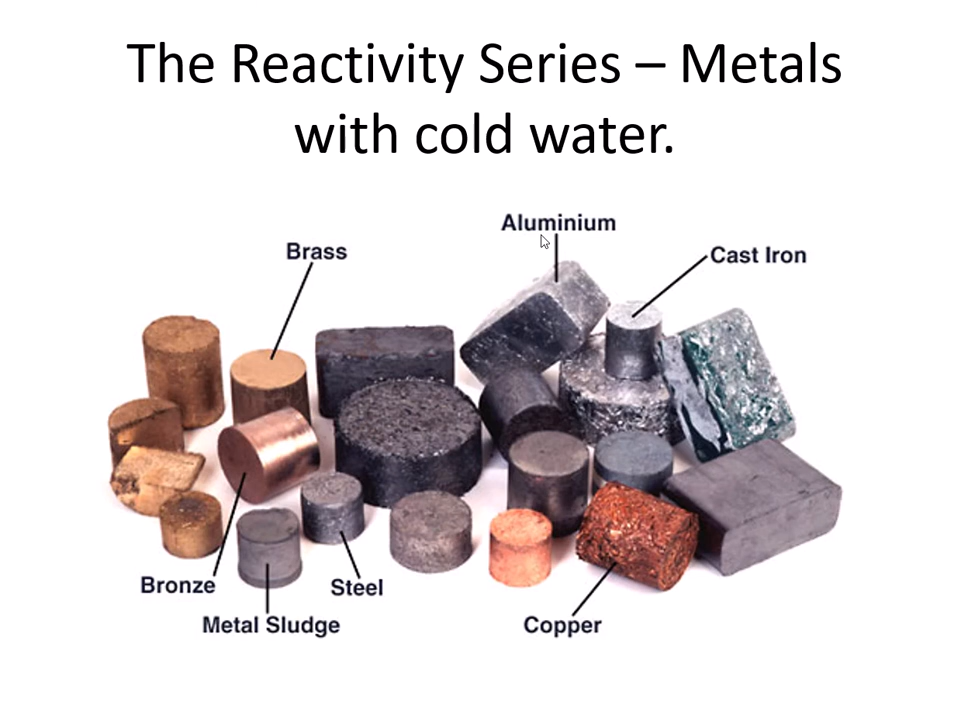 The Reactivity Series – Metals
with cold water.
Aluminium
Brass
Cast Iron
Bronze
Steel
Metal Sludge
Copper